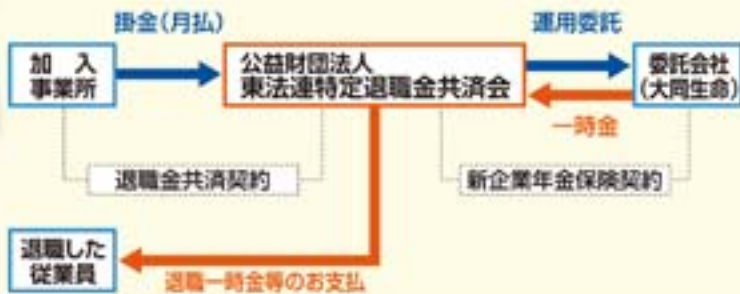 掛金(月払)
運用委託
加 入
事業所
公益財団法人
東法連特定退職金共済会
委託会社
(大同生命)
一時金
退職金共済契約
新企業年金保険契約
退職した
従業員
退職一時金等のお支払